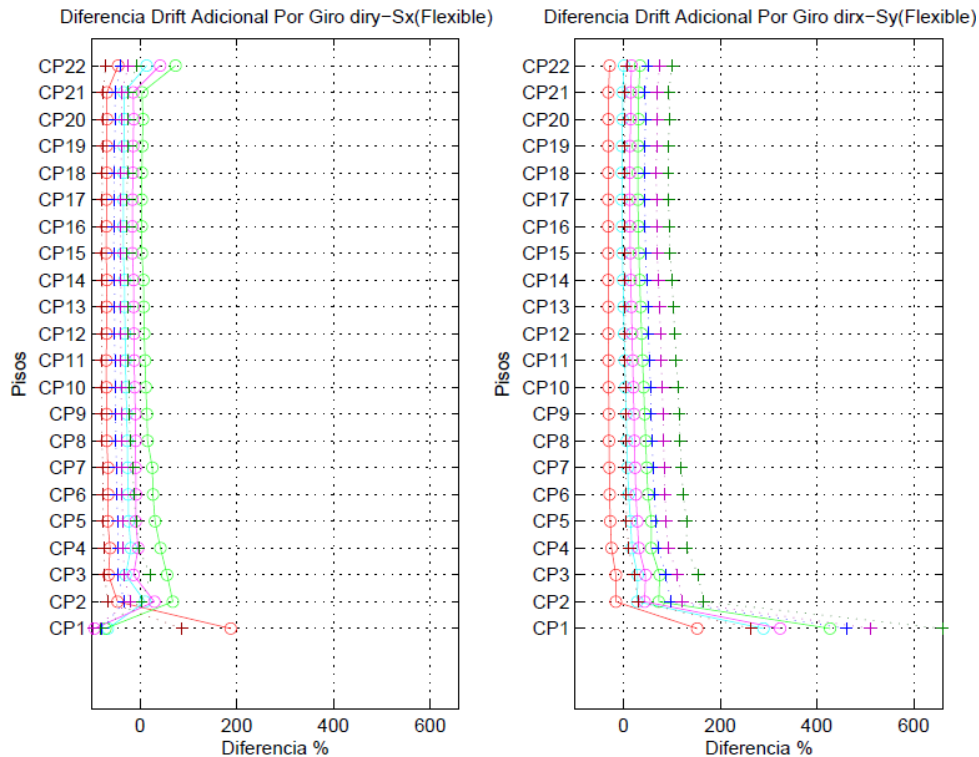 Diferencia Drift Adicional Por Giro diry−Sx(Flexible)
CP22
CP21
CP20
CP19
CP18
CP17
CP16
CP15
CP14
CP13
CP12
CP11
CP10
CP9
CP8
CP7
CP6
CP5
CP4
CP3
CP2
CP1
Pisos
0 200 400 600
Diferencia %
Diferencia Drift Adicional Por Giro dirx−Sy(Flexible)
CP22
CP21
CP20
CP19
CP18
CP17
CP16
CP15
CP14
CP13
CP12
CP11
CP10
CP9
CP8
CP7
CP6
CP5
CP4
CP3
CP2
CP1
Pisos
0 200 400 600
Diferencia %